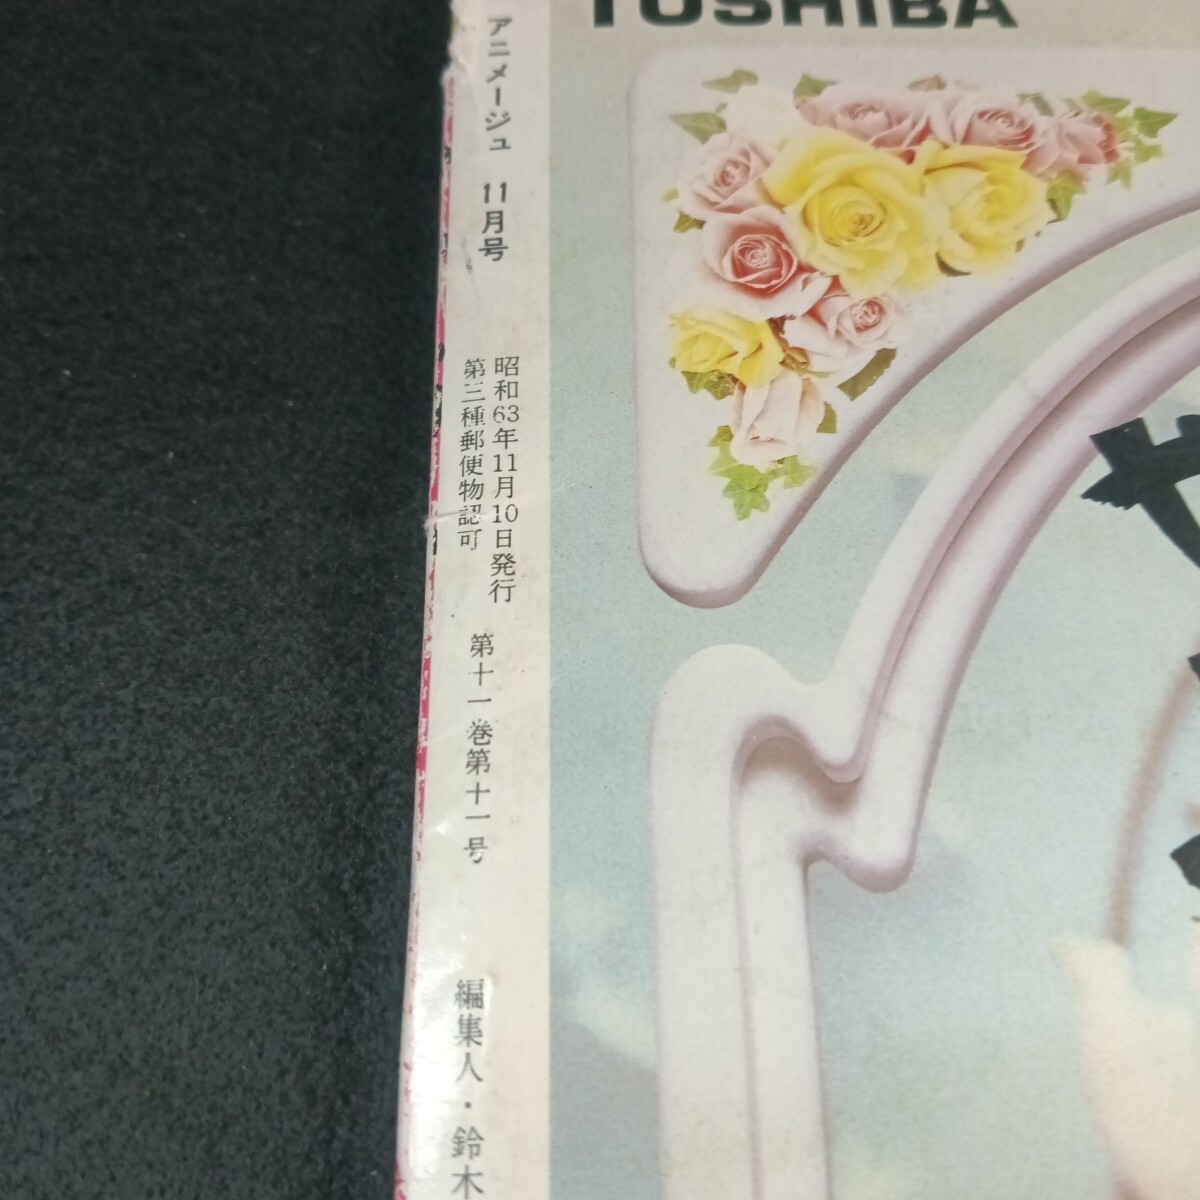 TOSHIBA
アニメージュ 11月号
昭和63年11月10日発行
第三種郵便物認可
第十一巻第十一号
編集人・鈴木